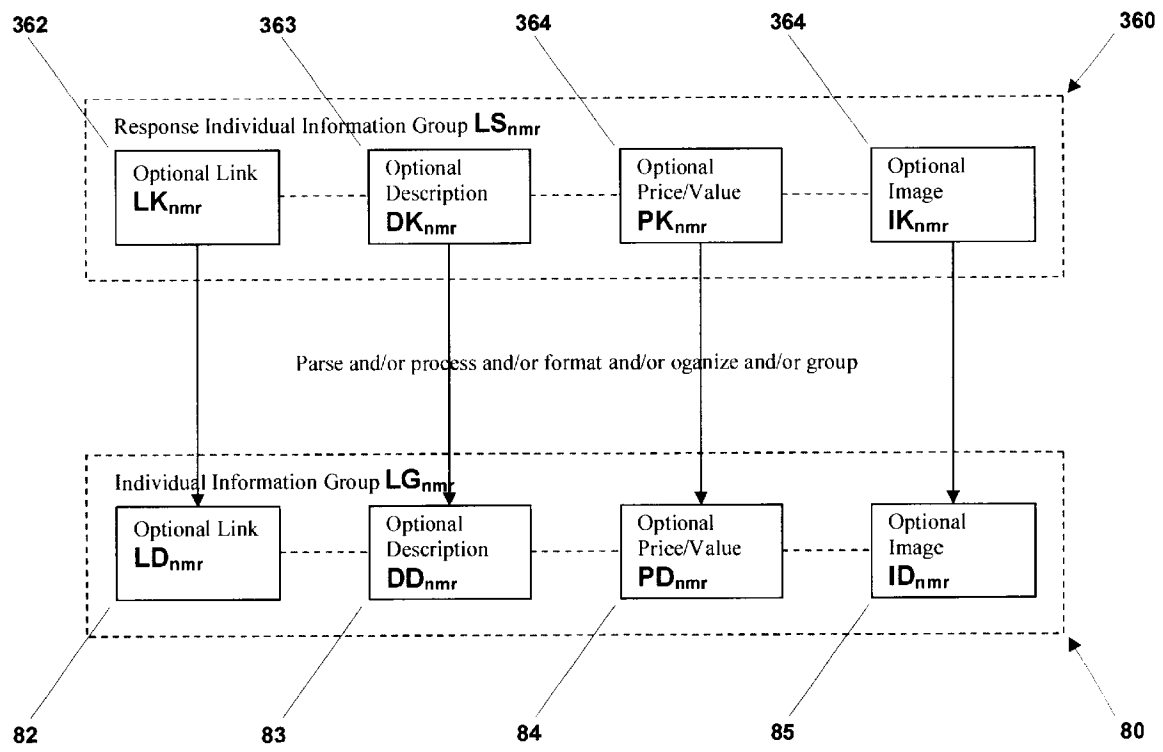 362 363 364 364 360
Response Individual Information Group LSnmr
Optional Link
LKnmr
Optional
Description
DKnmr
Optional
Price/Value
PKnmr
Optional
Image
IKnmr
Parse and/or process and/or format and/or oganize and/or group
Individual Information Group LGnmr
Optional Link
LDnmr
Optional
Description
DDnmr
Optional
Price/Value
PDnmr
Optional
Image
IDnmr
82 83 84 85 80